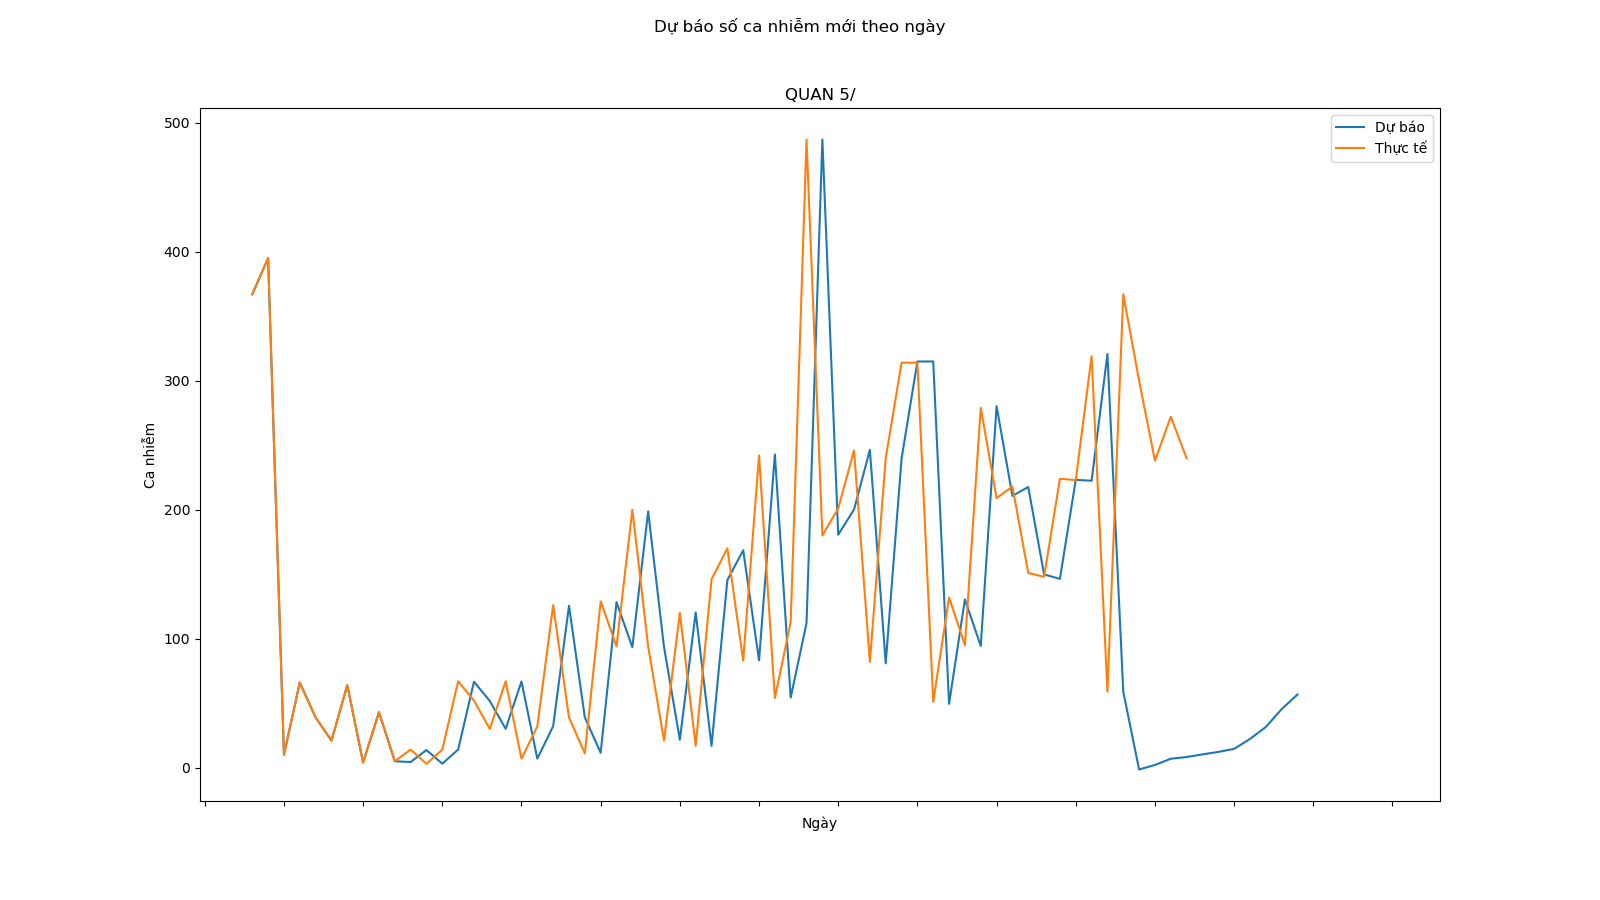 Dự báo số ca nhiễm mới theo ngày
QUAN 5/
500
400
300
200
100
0
Ca nhiễm
Dự báo
Thực tế
Ngày